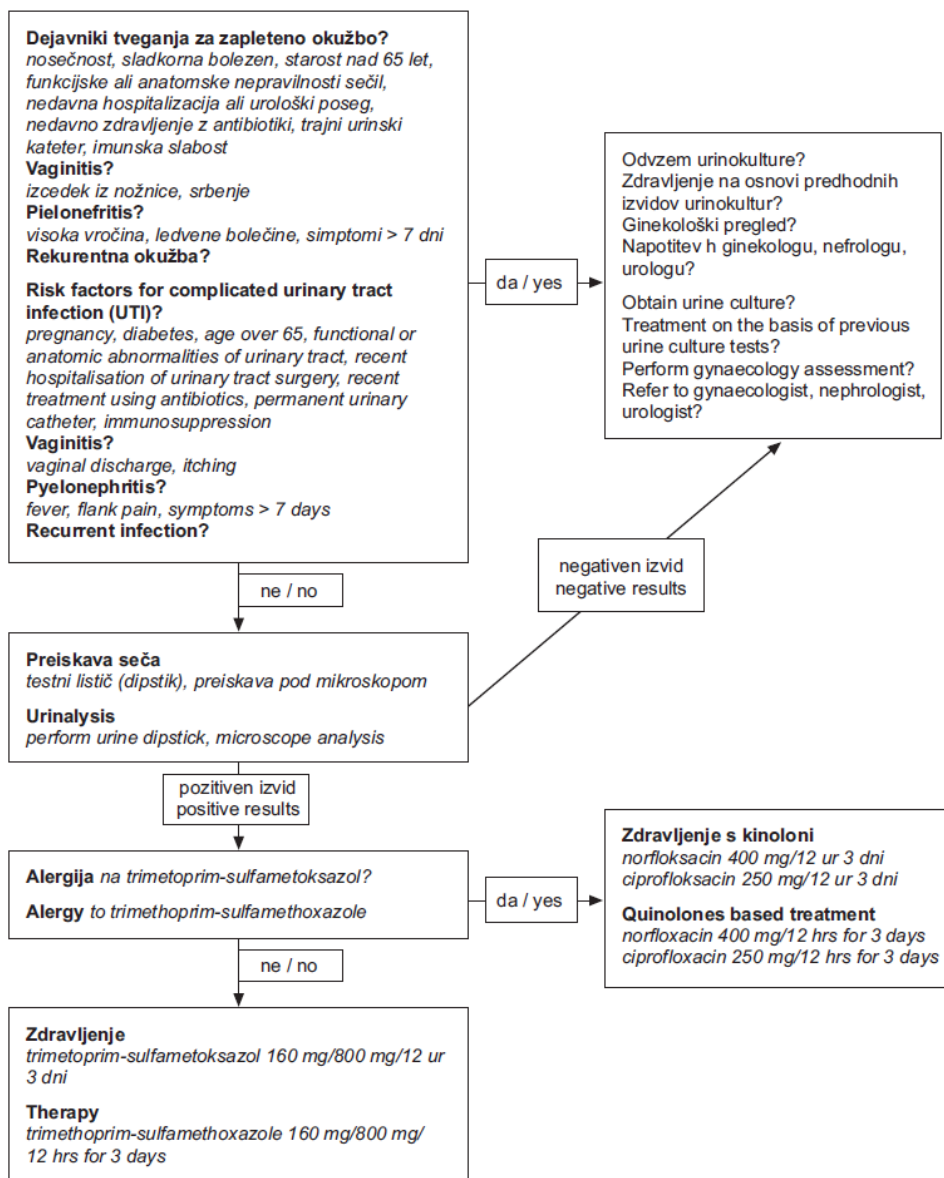 Dejavniki tveganja za zapleteno okužbo?
nosečnost, sladkorna bolezen, starost nad 65 let,
funkcijske ali anatomske nepravilnosti sečil,
nedavna hospitalizacija ali urološki poseg,
nedavno zdravljenje z antibiotiki, trajni urinski
kateter, imunska slabost
Vaginitis?
izcedek iz nožnice, srbenje
Pielonefritis?
visoka vročina, ledvene bolečine, simptomi > 7 dni
Rekurentna okužba?
Risk factors for complicated urinary tract
infection (UTI)?
pregnancy, diabetes, age over 65, functional or
anatomic abnormalities of urinary tract, recent
hospitalisation of urinary tract surgery, recent
treatment using antibiotics, permanent urinary
catheter, immunosuppression
Vaginitis?
vaginal discharge, itching
Pyelonephritis?
fever, flank pain, symptoms > 7 days
Recurrent infection?
da / yes
Odvzem urinokulture?
Zdravljenje na osnovi predhodnih
izvidov urinokultur?
Ginekološki pregled?
Napotitev h ginekologu, nefrologu,
urologu?
Obtain urine culture?
Treatment on the basis of previous
urine culture tests?
Perform gynaecology assessment?
Refer to gynaecologist, nephrologist,
urologist?
ne / no
negativen izvid
negative results
Preiskava seča
testni listič (dipstik), preiskava pod mikroskopom
Urinalysis
perform urine dipstick, microscope analysis
pozitiven izvid
positive results
Alergija na trimetoprim-sulfametoksazol?
Alergy to trimethoprim-sulfamethoxazole
da / yes
Zdravljenje s kinoloni
norfloksacin 400 mg/12 ur 3 dni
ciprofloksacin 250 mg/12 ur 3 dni
Quinolones based treatment
norfloxacin 400 mg/12 hrs for 3 days
ciprofloxacin 250 mg/12 hrs for 3 days
ne / no
Zdravljenje
trimetoprim-sulfametoksazol 160 mg/800 mg/12 ur
3 dni
Therapy
trimethoprim-sulfamethoxazole 160 mg/800 mg/
12 hrs for 3 days